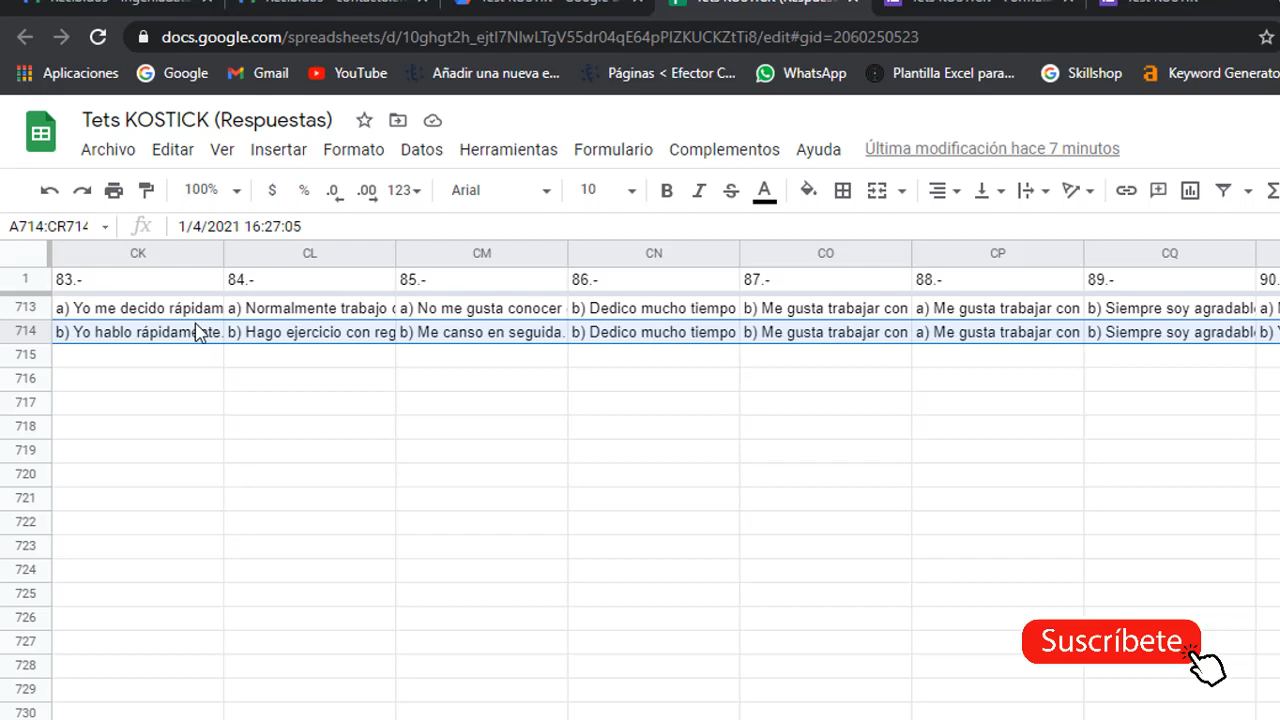 docs.google.com/spreadsheets/d/10ghgt2h_ejtI7NIwLTgV55dr04qE64pPIZKUCKZtTi8/edit#gid=2060250523
Aplicaciones Google Gmail YouTube Añadir una nueva e... Páginas < Efector C... WhatsApp Plantilla Excel para... Skillshop Keyword Generato
Tets KOSTICK (Respuestas)
Archivo Editar Ver Insertar Formato Datos Herramientas Formulario Complementos Ayuda Última modificación hace 7 minutos
100% $ % .0 .00 123 Arial 10 B I S A Σ
A714:CR714 fx 1/4/2021 16:27:05
CK CL CM CN CO CP CQ
1 83.- 84.- 85.- 86.- 87.- 88.- 89.- 90.
713 a) Yo me decido rápidam a) Normalmente trabajo a) No me gusta conocer b) Dedico mucho tiempo b) Me gusta trabajar con a) Me gusta trabajar con b) Siempre soy agradabl a)
714 b) Yo hablo rápidamente. b) Hago ejercicio con reg b) Me canso en seguida. b) Dedico mucho tiempo b) Me gusta trabajar con a) Me gusta trabajar con b) Siempre soy agradabl b)
715
716
717
718
719
720
721
722
723
724
725
726
727
728
729
730
Suscríbete